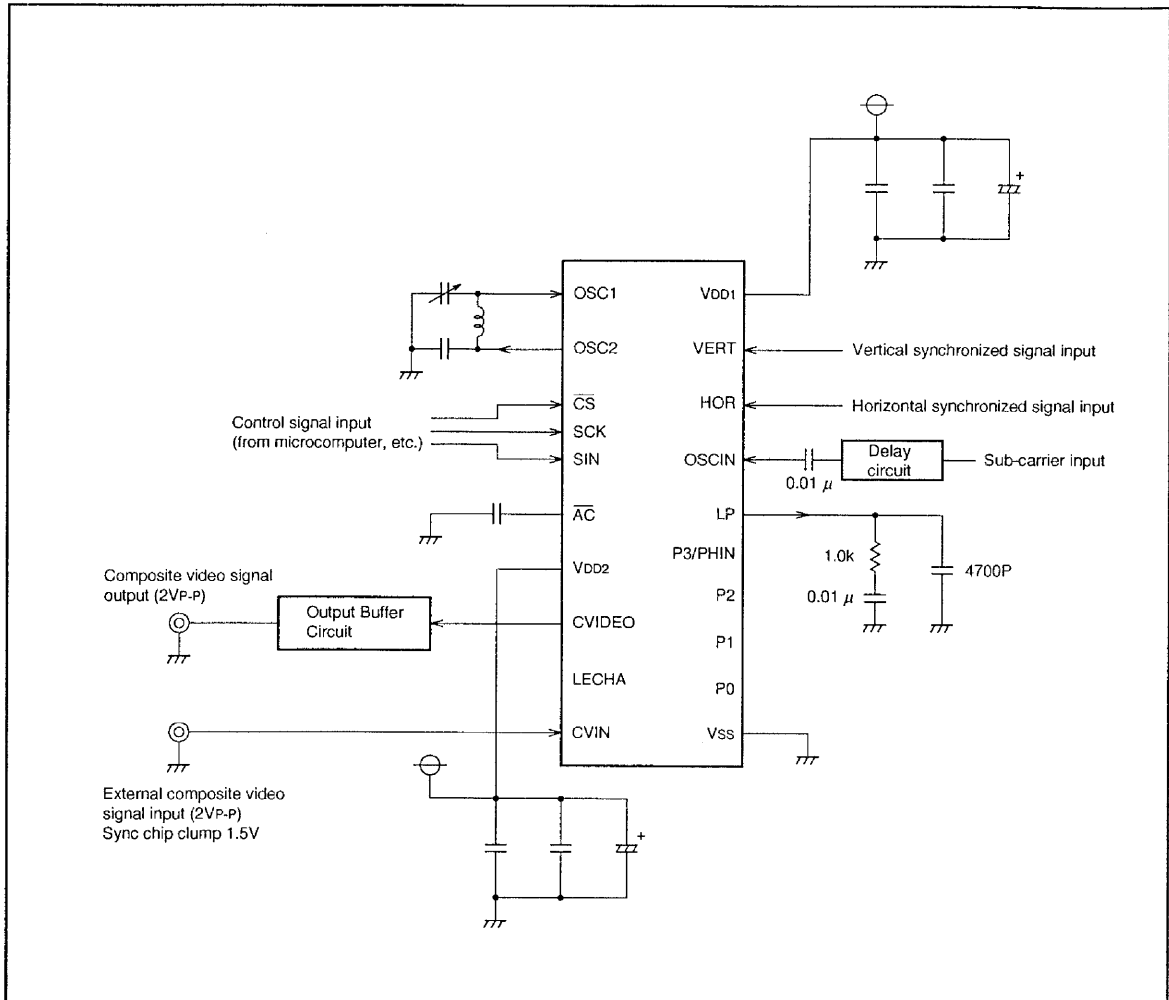 +
OSC1
VDD1
OSC2
VERT
Vertical synchronized signal input
CS
HOR
Horizontal synchronized signal input
Control signal input
(from microcomputer, etc.)
SCK
SIN
OSCIN
0.01 μ
Delay
circuit
Sub-carrier input
AC
LP
P3/PHIN
1.0k
4700P
0.01 μ
VDD2
P2
Composite video signal
output (2VP-P)
Output Buffer
Circuit
CVIDEO
P1
LECHA
P0
CVIN
VSS
External composite video
signal input (2VP-P)
Sync chip clump 1.5V
+